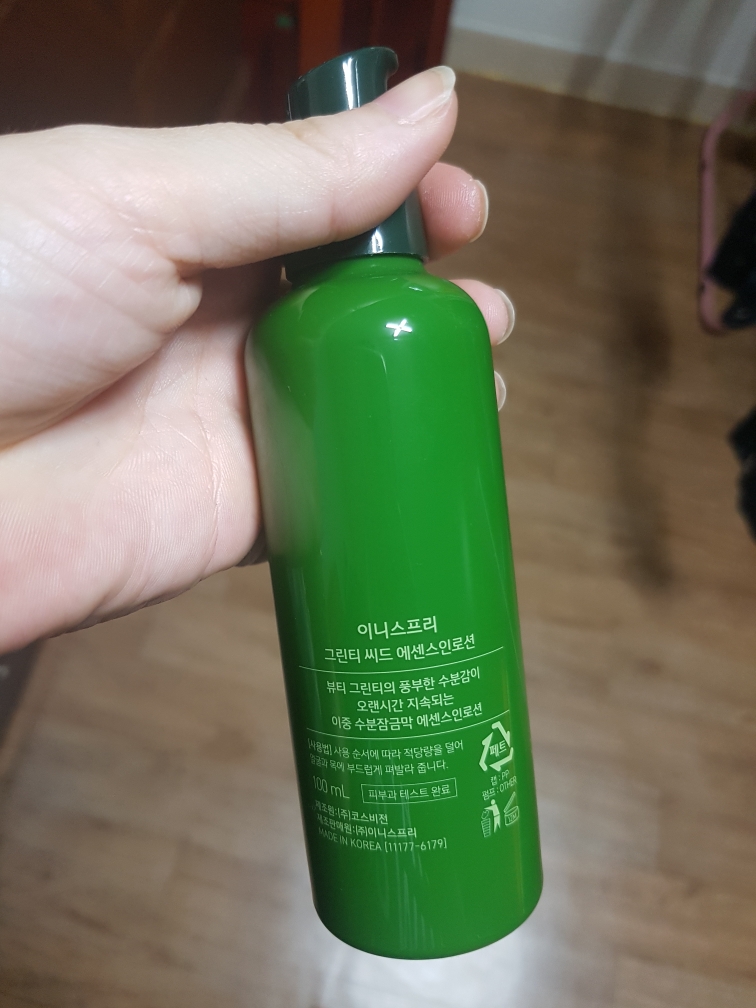 이니스프리
그린티 씨드 에센스인로션
뷰티 그린티의 풍부한 수분감이
오랜시간 지속되는
이중 수분잠금막 에센스인로션
[사용법] 사용 순서에 따라 적당량을 덜어
얼굴과 목에 부드럽게 펴발라 줍니다.
100 mL 피부과 테스트 완료
페트
캡 : PP
펌프 : OTHER
제조원:(주)코스비전
제조판매원:(주)이니스프리
MADE IN KOREA [11177-6179]